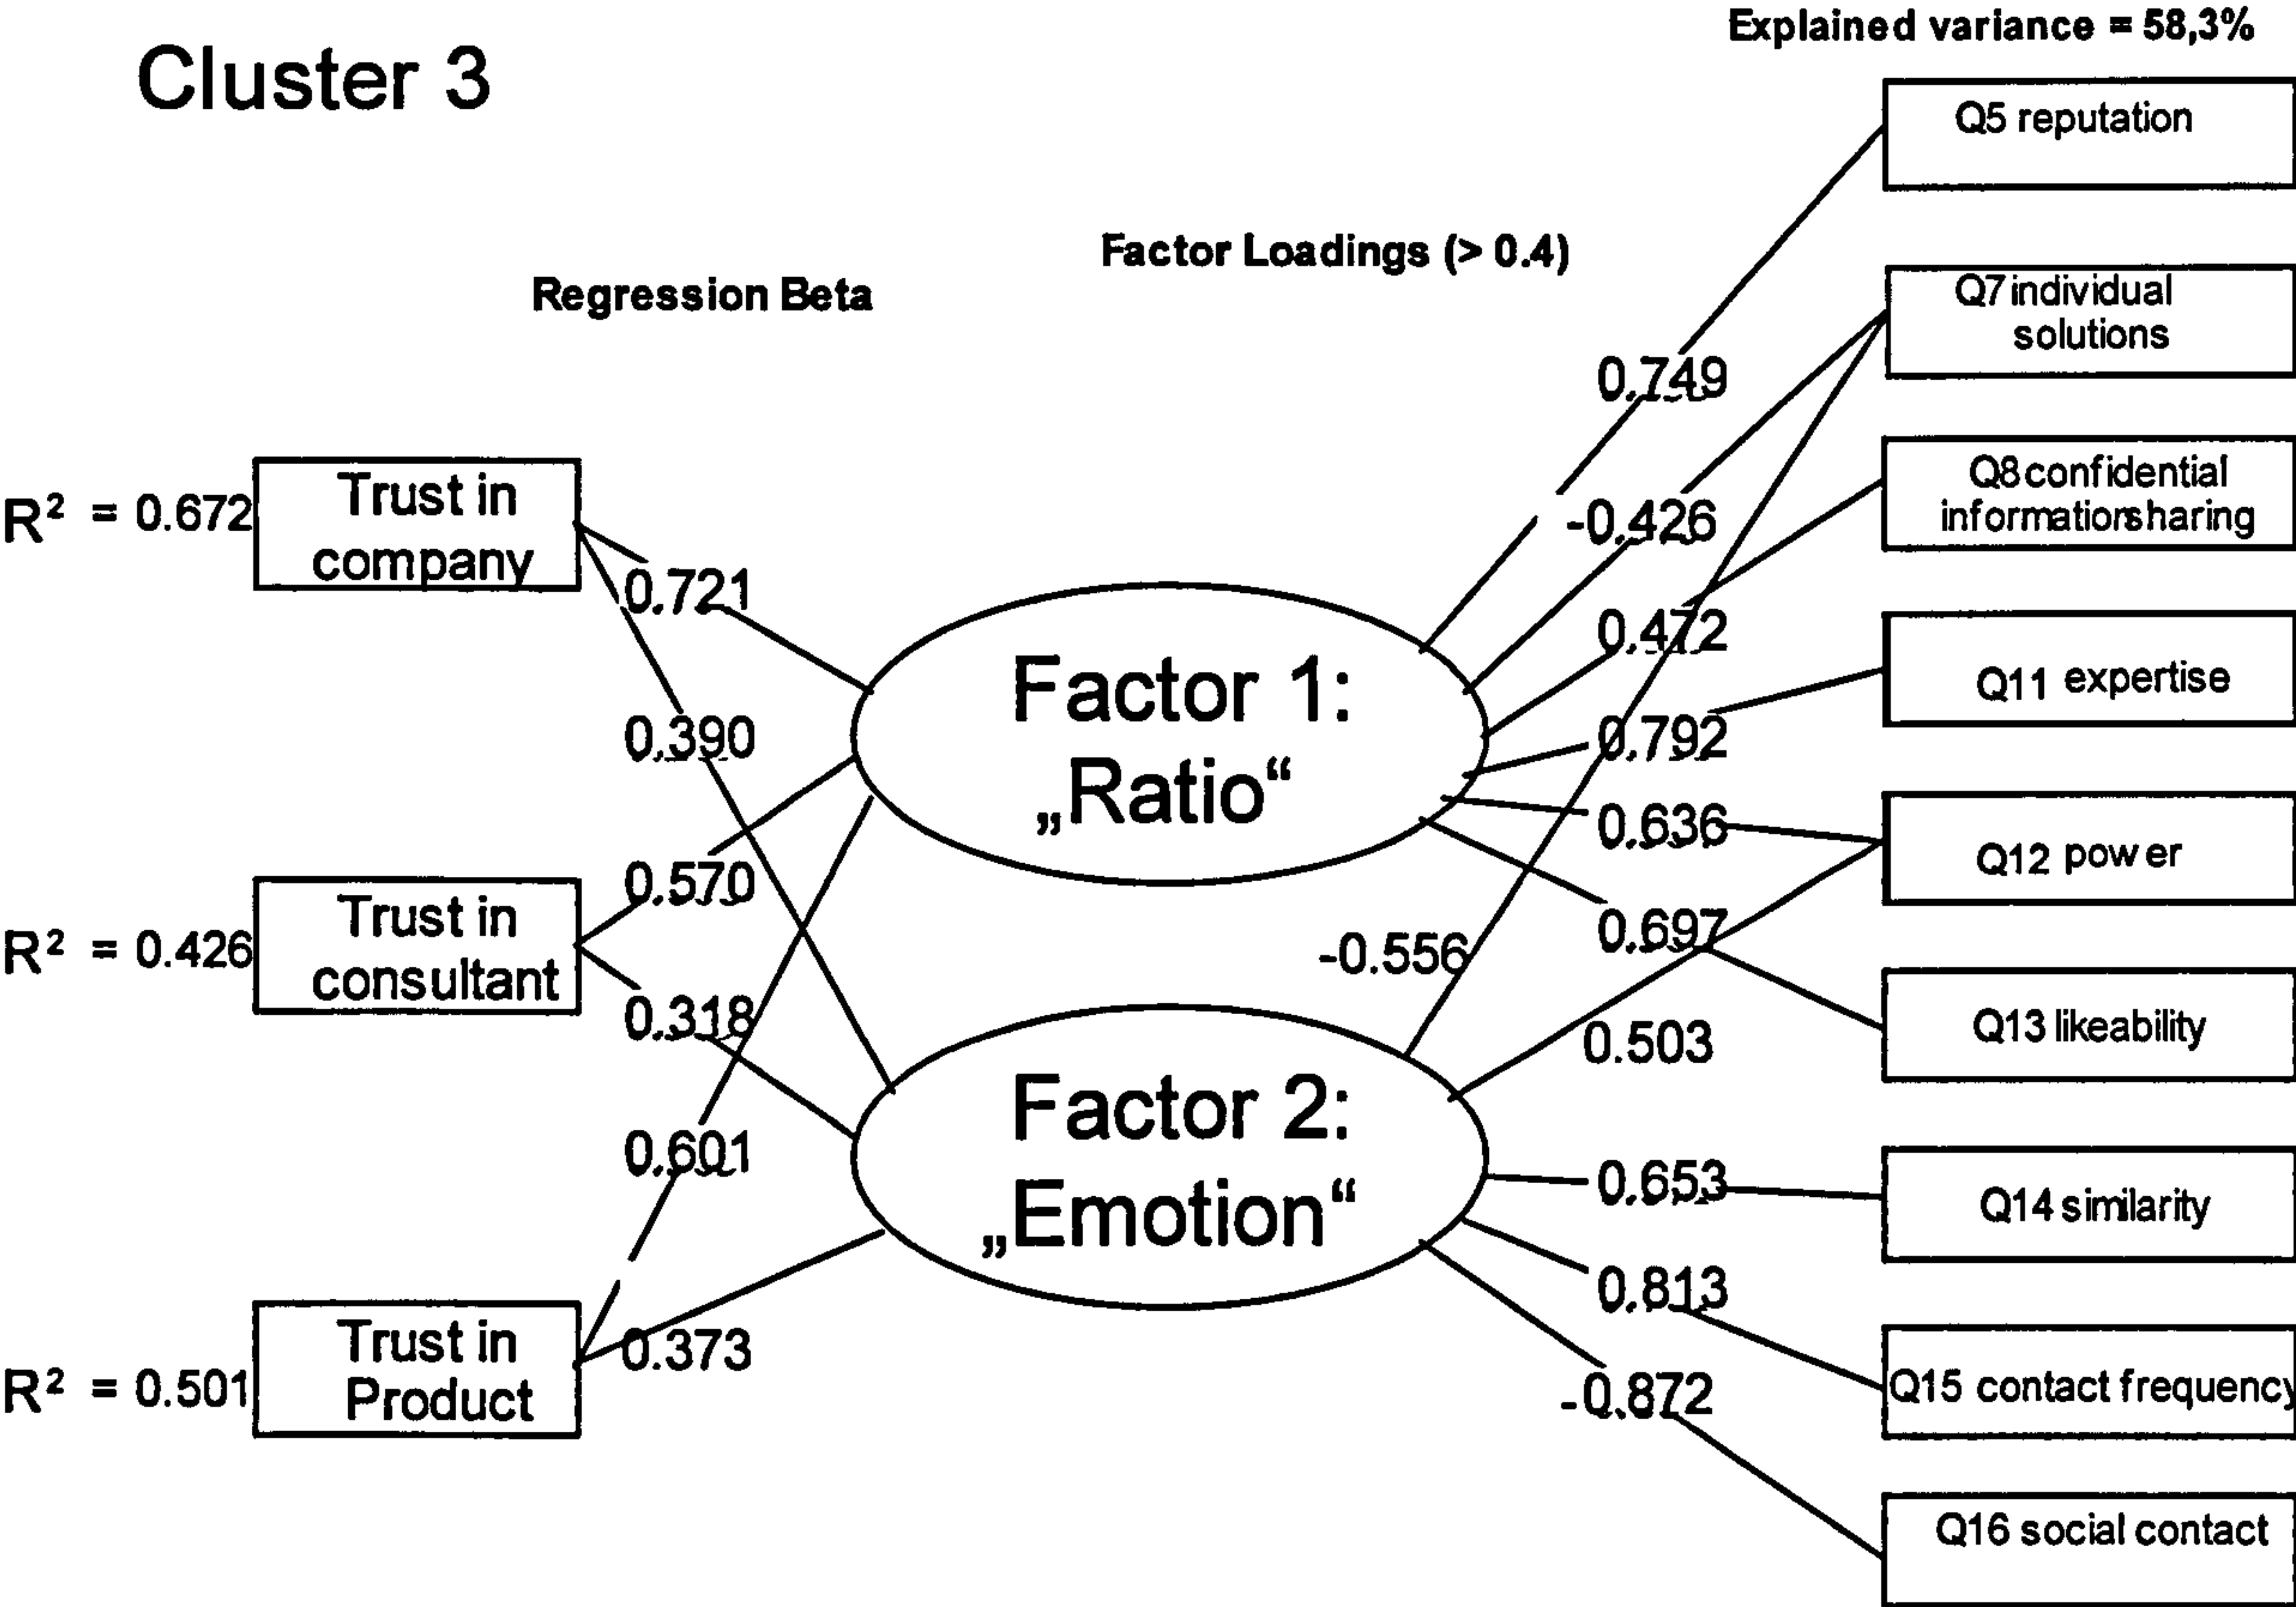 Explained variance = 58,3%
Cluster 3
Q5 reputation
Factor Loadings (> 0.4)
Regression Beta
Q7 individual
solutions
0.749
Q8 confidential
informationsharing
R² = 0.672
Trust in
company
-0.426
0.721
0.472
Factor 1:
„Ratio“
Q11 expertise
0.390
0.792
0.636
Q12 power
0.570
R² = 0.426
Trust in
consultant
0.697
-0.556
0.318
0.503
Q13 likeability
Factor 2:
„Emotion“
0.601
0.653
Q14 similarity
0.813
R² = 0.501
Trust in
Product
0.373
-0.872
Q15 contact frequency
Q16 social contact